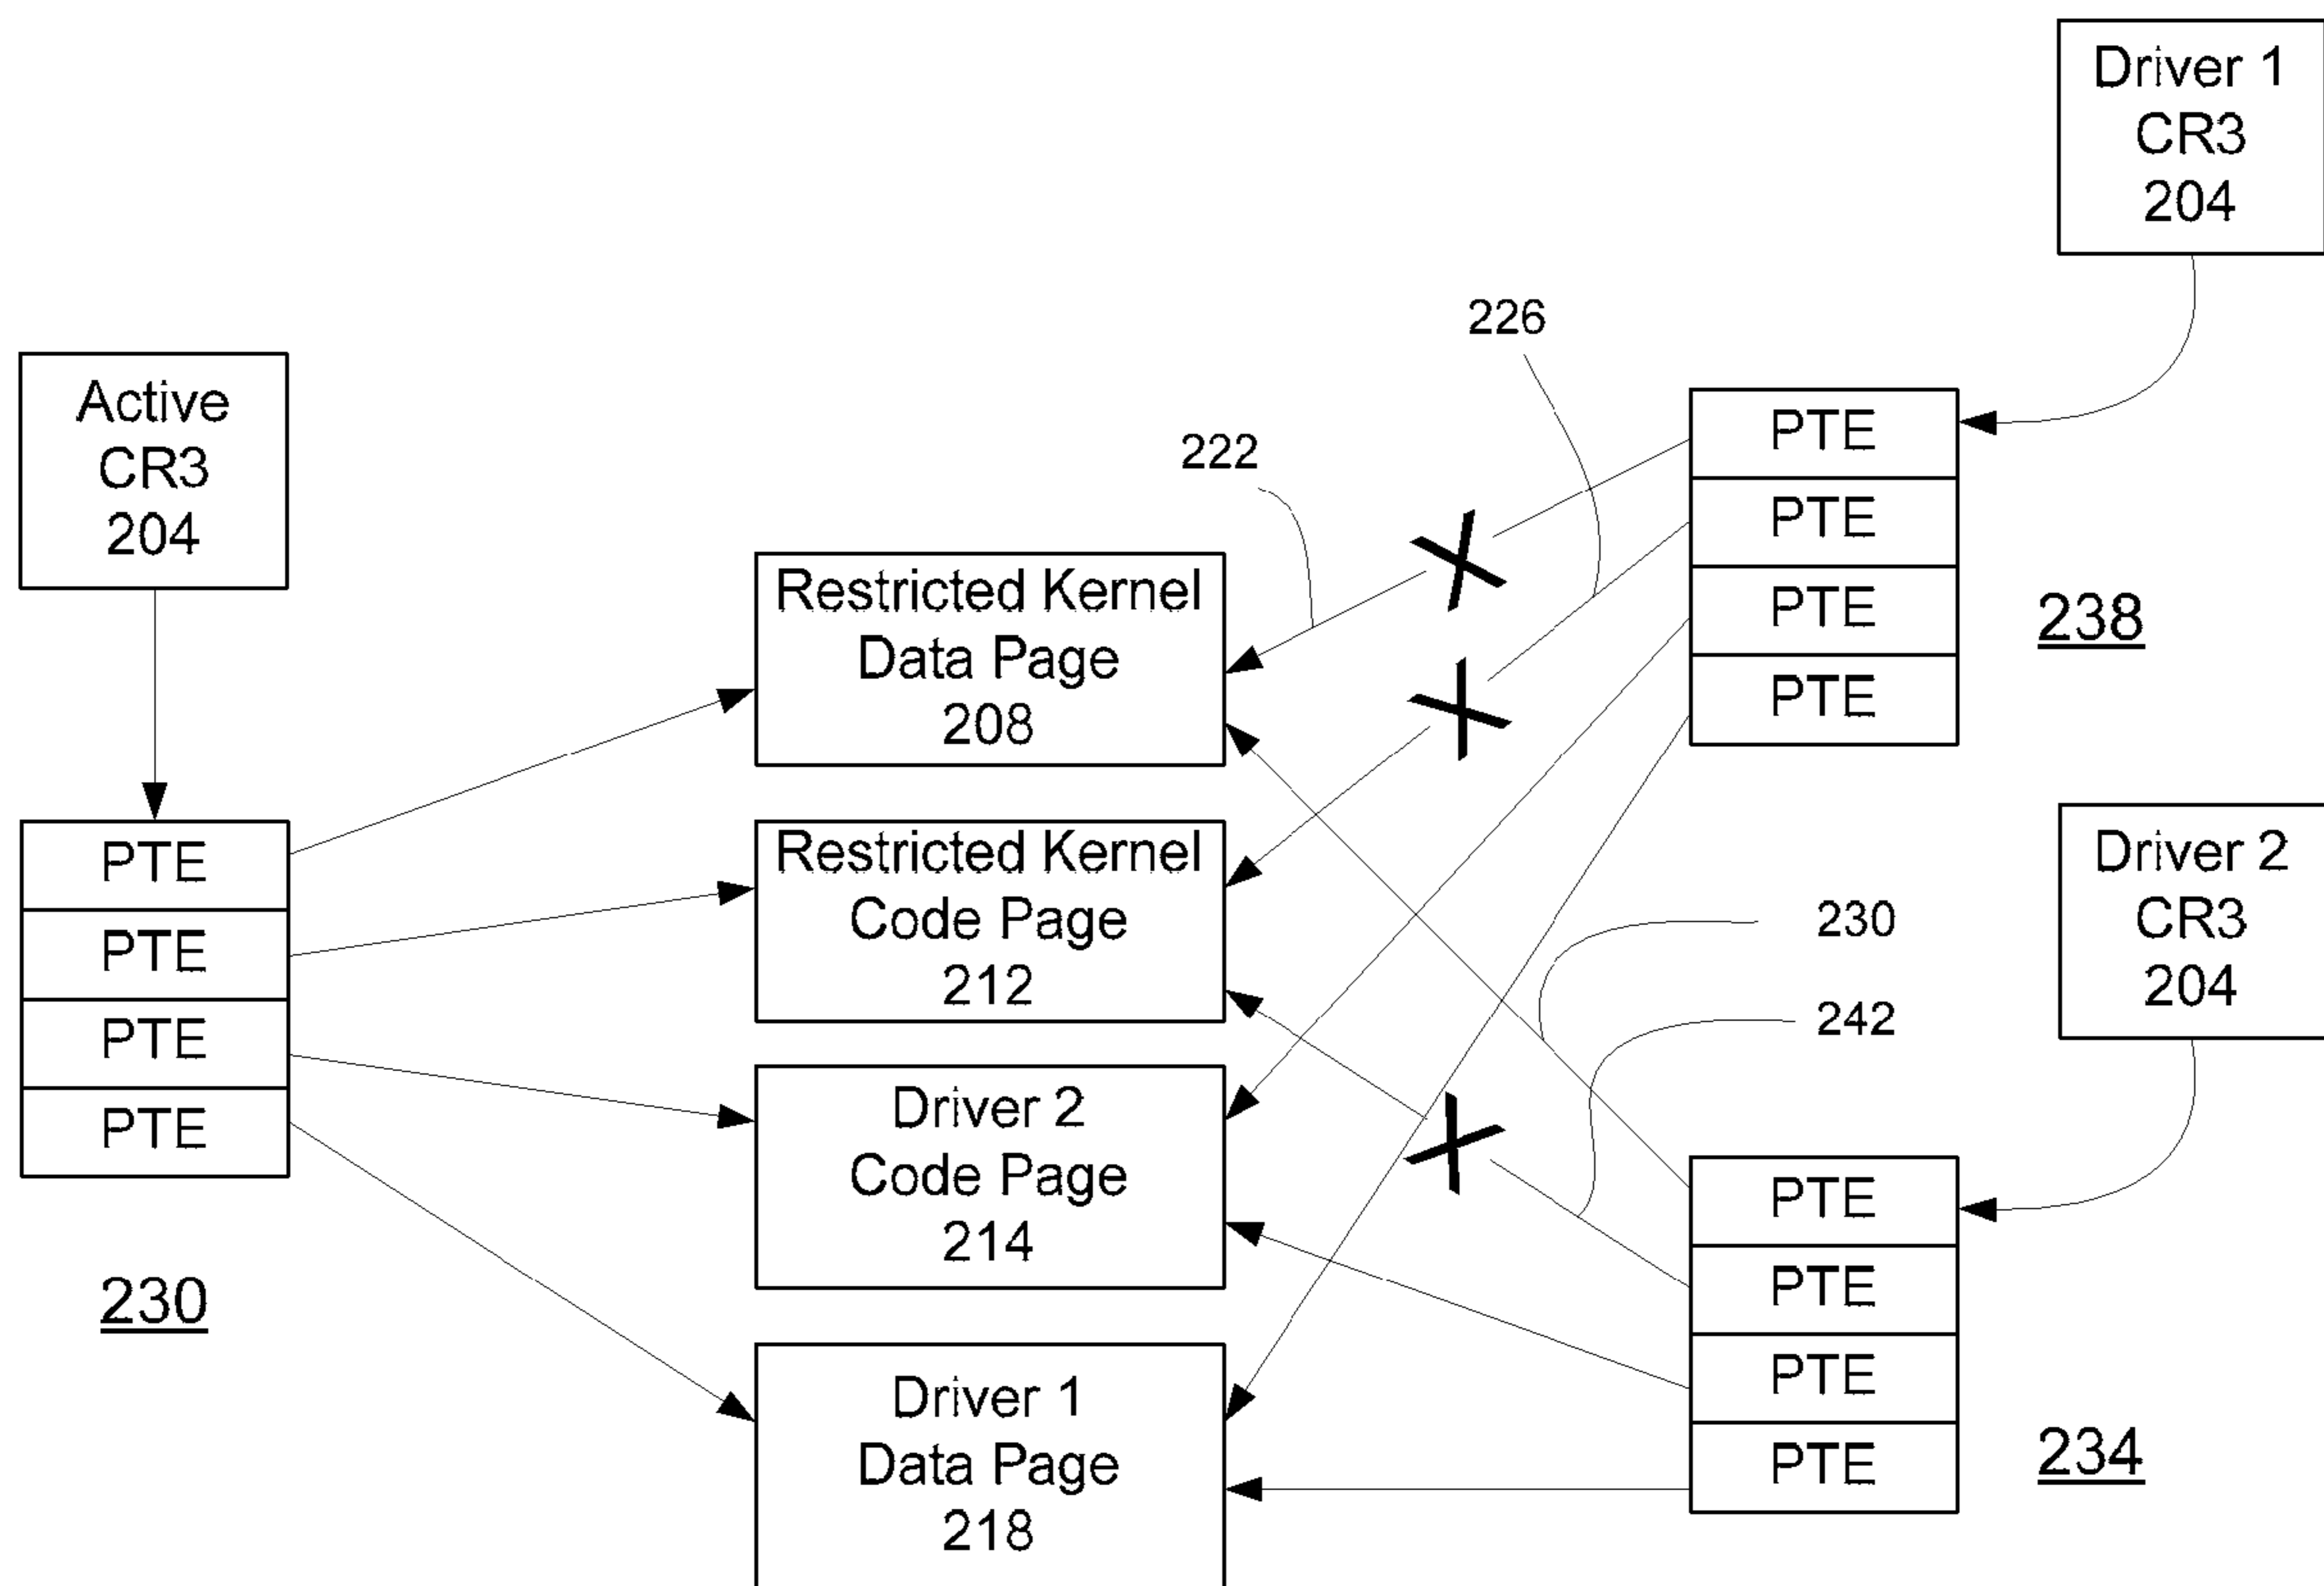 Driver 1
CR3
204
226
222
Active
CR3
204
PTE
PTE
PTE
PTE
238
Restricted Kernel
Data Page
208
Restricted Kernel
Code Page
212
Driver 2
Code Page
214
Driver 1
Data Page
218
PTE
PTE
PTE
PTE
230
230
242
Driver 2
CR3
204
PTE
PTE
PTE
PTE
234